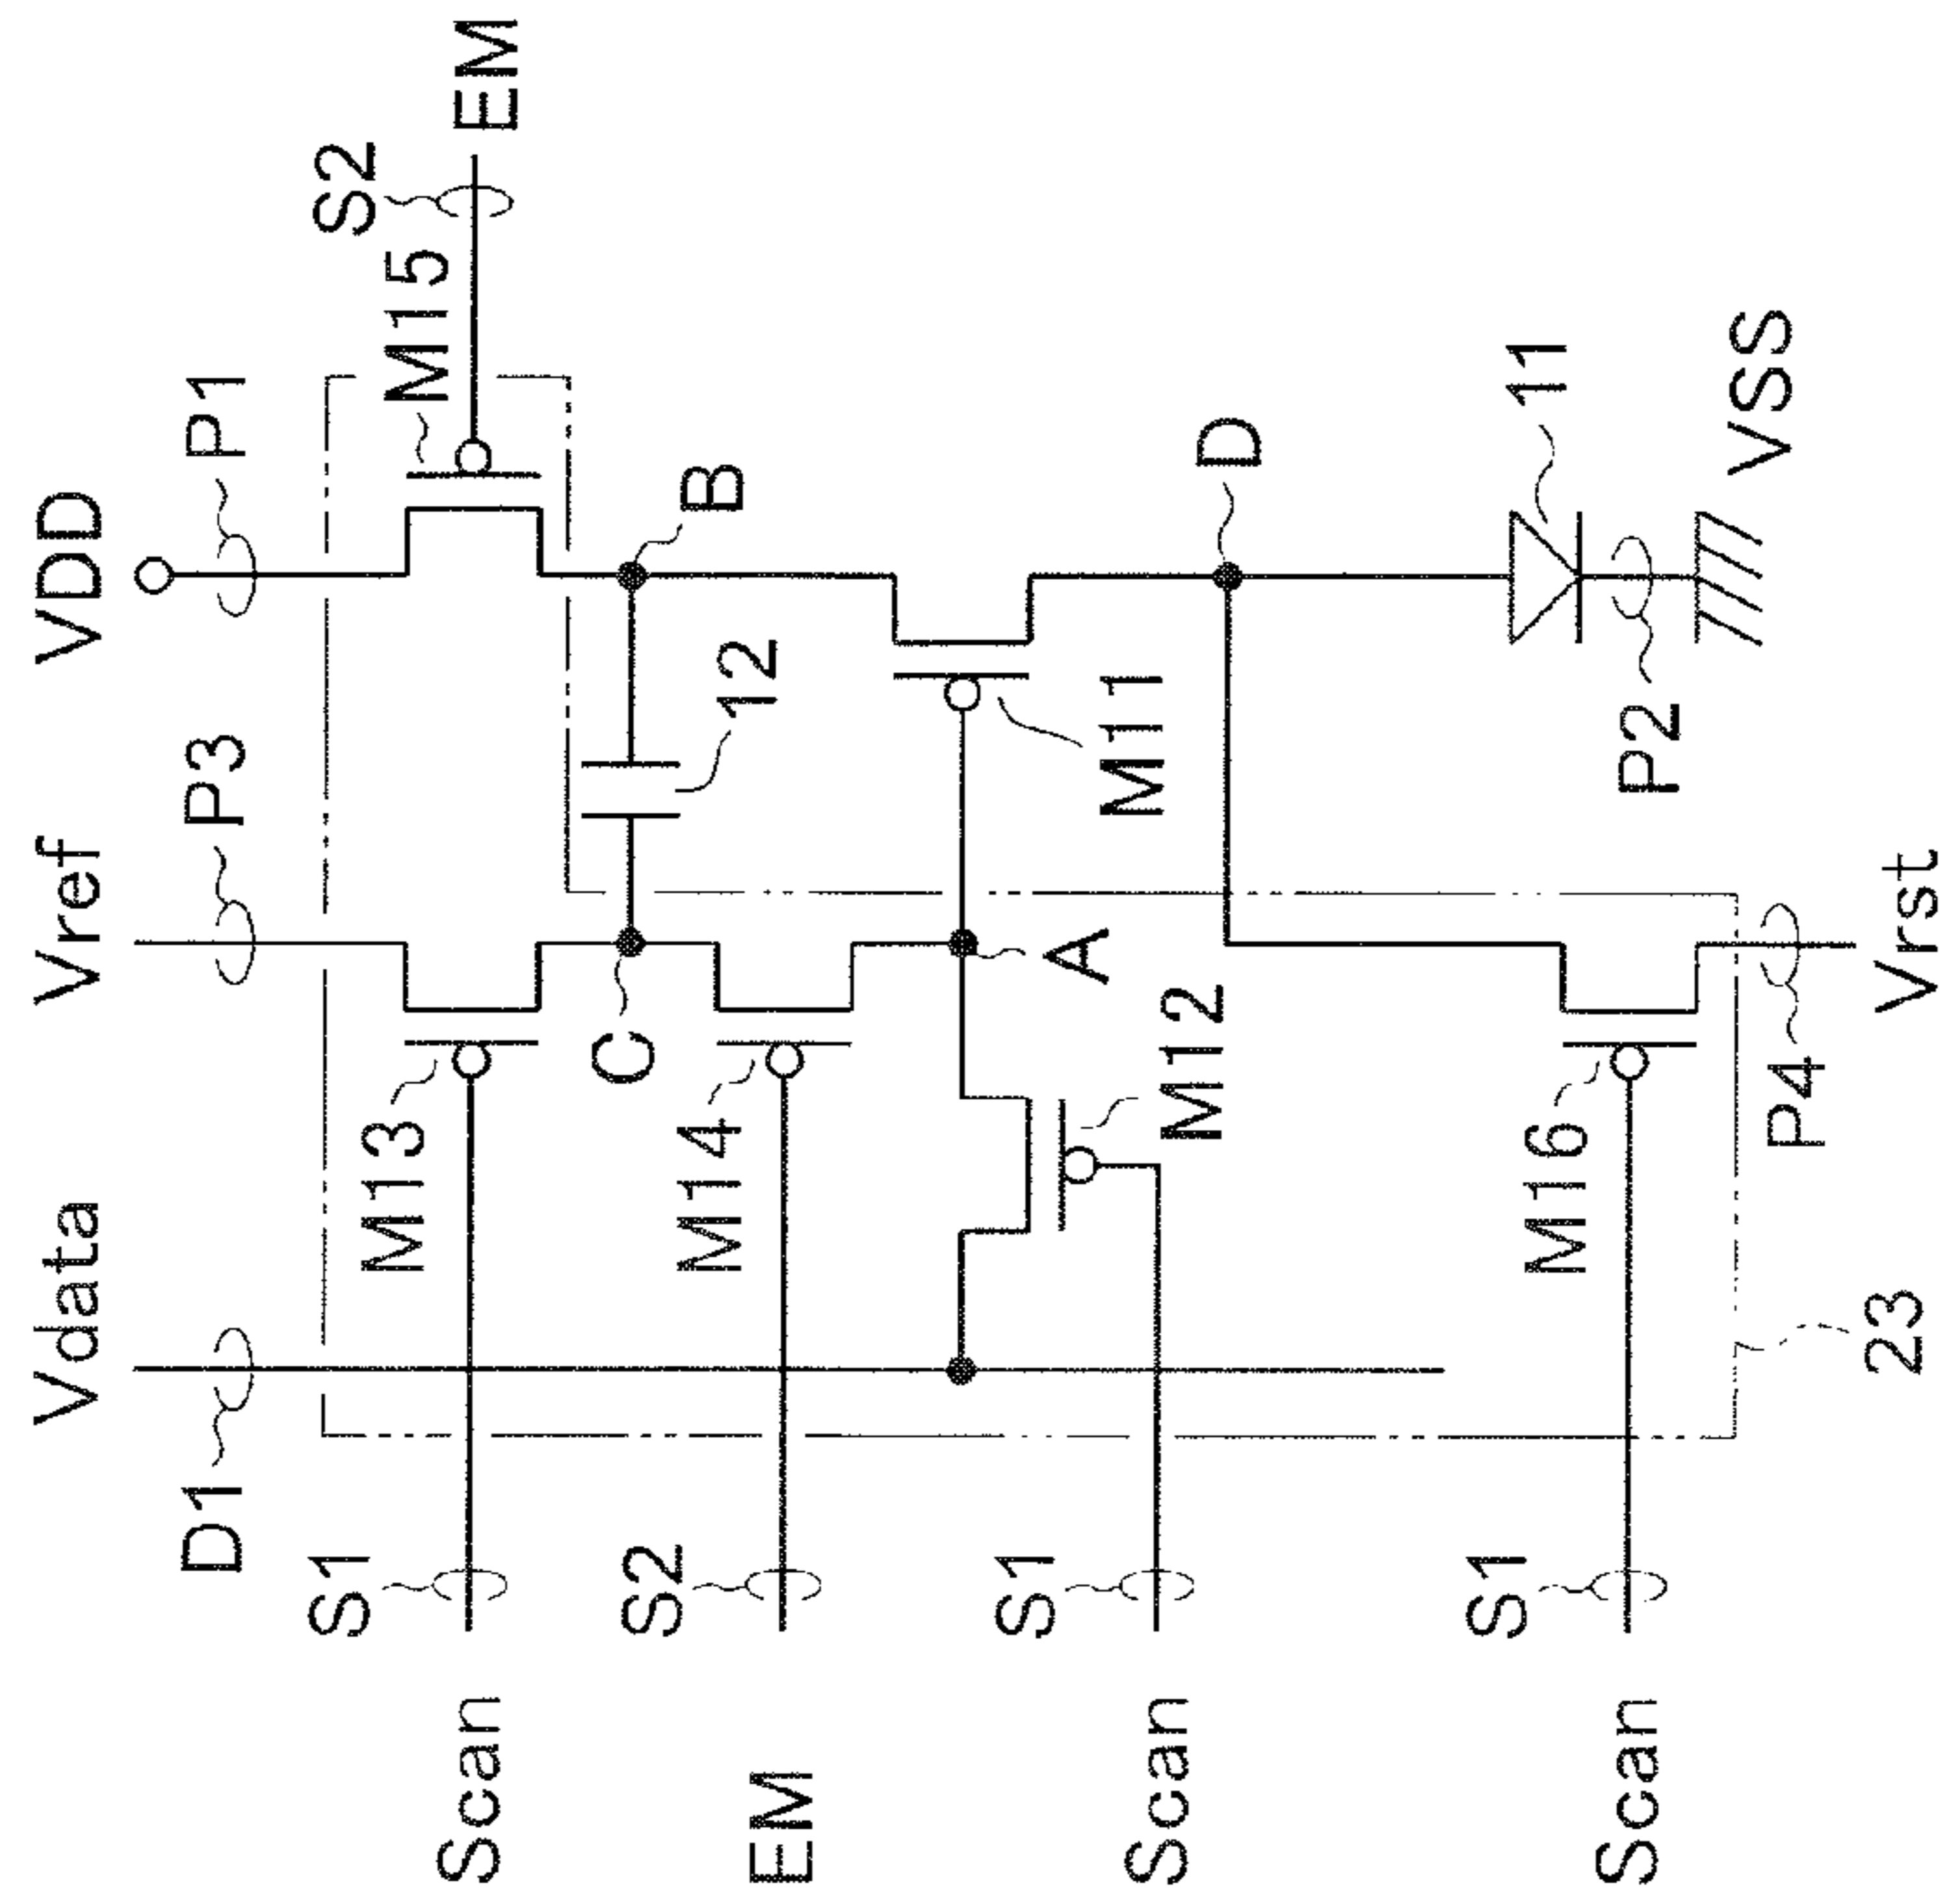 Vdata
Vref
VDD
D1
P3
P1
S1
Scan
M13
M15
S2
EM
C
12
B
S2
EM
M14
A
M11
D
S1
Scan
M12
11
S1
Scan
M16
P2
VSS
23
P4
Vrst